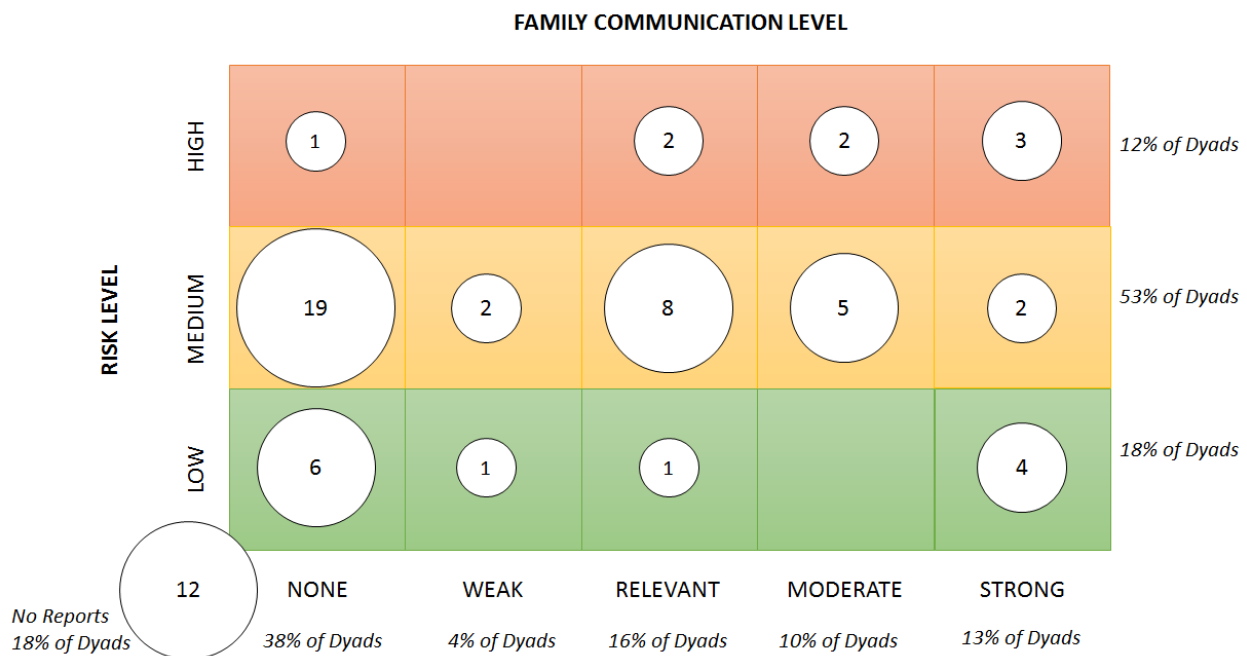 FAMILY COMMUNICATION LEVEL
HIGH
1
2
2
3
12% of Dyads
RISK LEVEL
MEDIUM
19
2
8
5
2
53% of Dyads
LOW
6
1
1
4
18% of Dyads
12
NONE
WEAK
RELEVANT
MODERATE
STRONG
No Reports
18% of Dyads
38% of Dyads
4% of Dyads
16% of Dyads
10% of Dyads
13% of Dyads